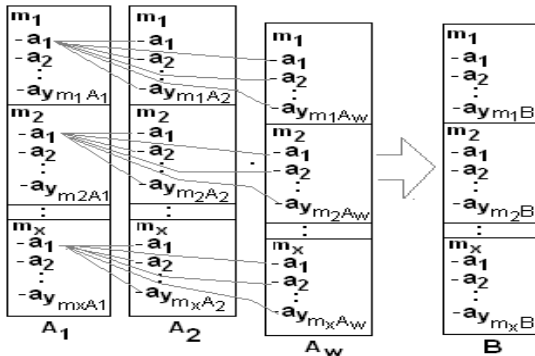 m1
-a1
-a2
:
-aym1A1
m2
-a1
-a2
:
-aym2A1
:
mx
-a1
-a2
:
-aymxA1
A1
m1
-a1
-a2
:
-aym1A2
m2
-a1
-a2
:
-aym2A2
:
mx
-a1
-a2
:
-aymxA2
A2
.
m1
-a1
-a2
:
-aym1Aw
m2
-a1
-a2
:
-aym2Aw
:
mx
-a1
-a2
:
-aymxAw
Aw
m1
-a1
-a2
:
-aym1B
m2
-a1
-a2
:
-aym2B
:
mx
-a1
-a2
:
-aymxB
B